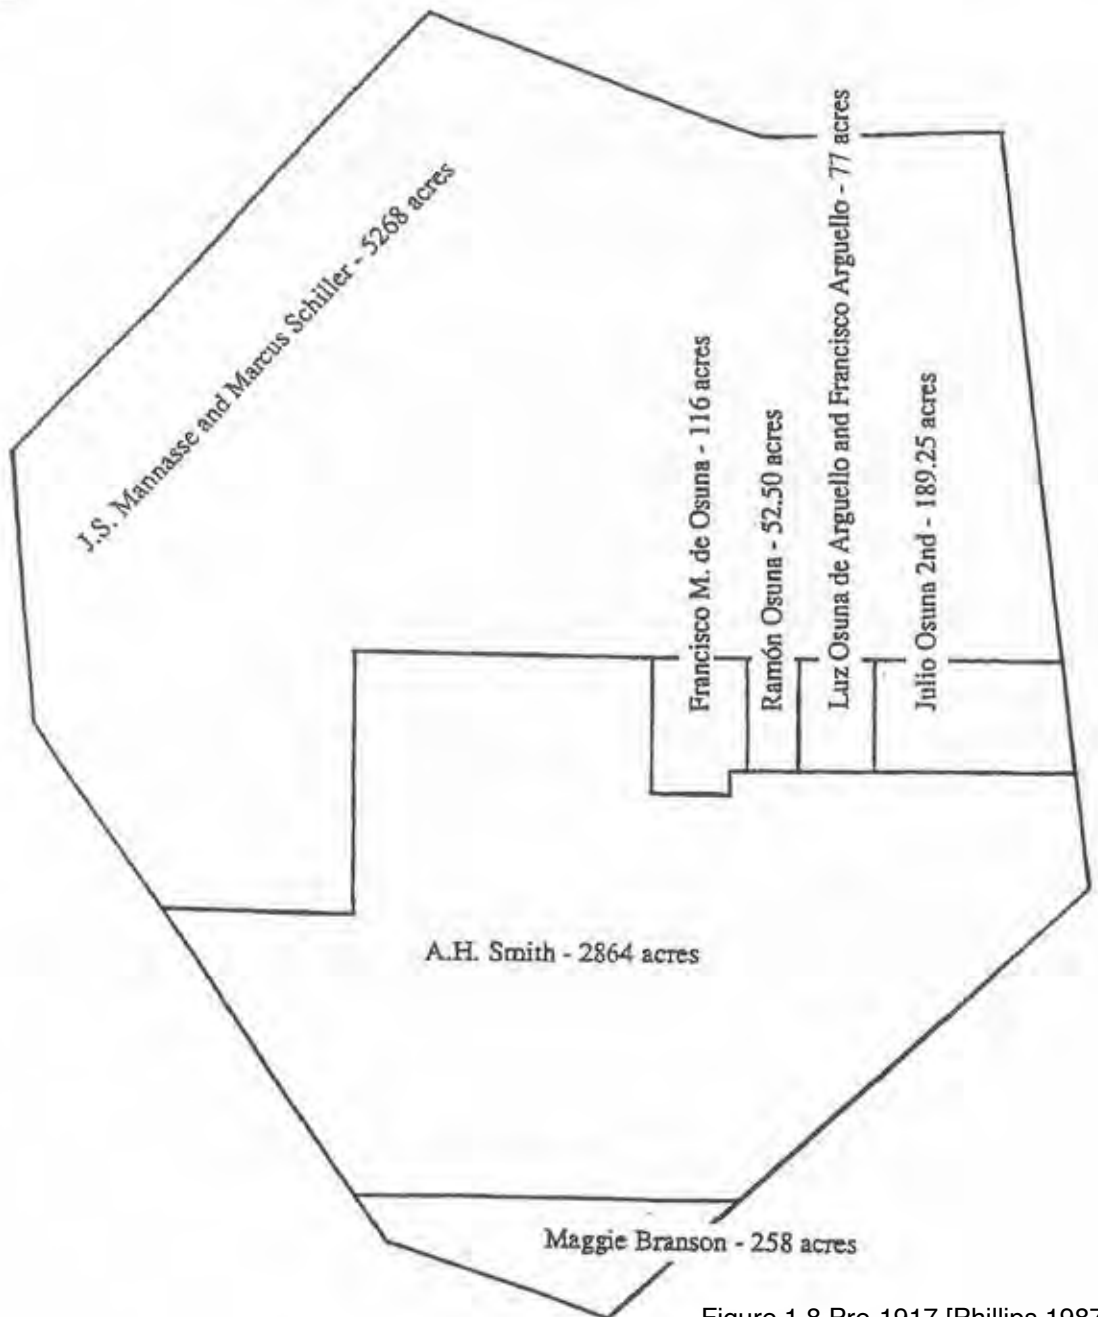 J.S. Mannasse and Marcus Schiller - 5268 acres
Francisco M. de Osuna - 116 acres
Ramón Osuna - 52.50 acres
Luz Osuna de Arguello and Francisco Arguello - 77 acres
Julio Osuna 2nd - 189.25 acres
A.H. Smith - 2864 acres
Maggie Branson - 258 acres
Figure 1.8 Pre-1917 [Phillips 1987